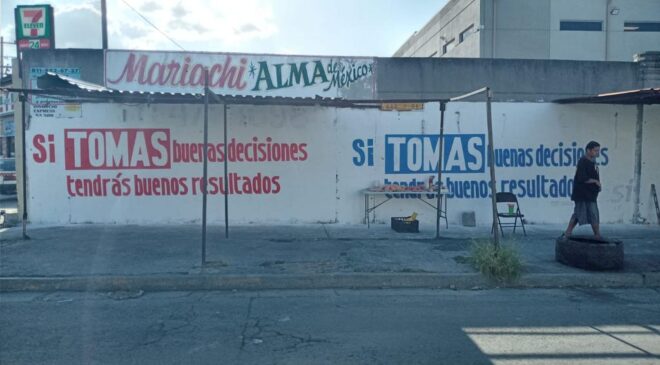 7
ELEVEN
24
Mariachi ALMA de México
Si TOMAS buenas decisiones
tendrás buenos resultados
Si TOMAS buenas decisiones
tendrás buenos resultados